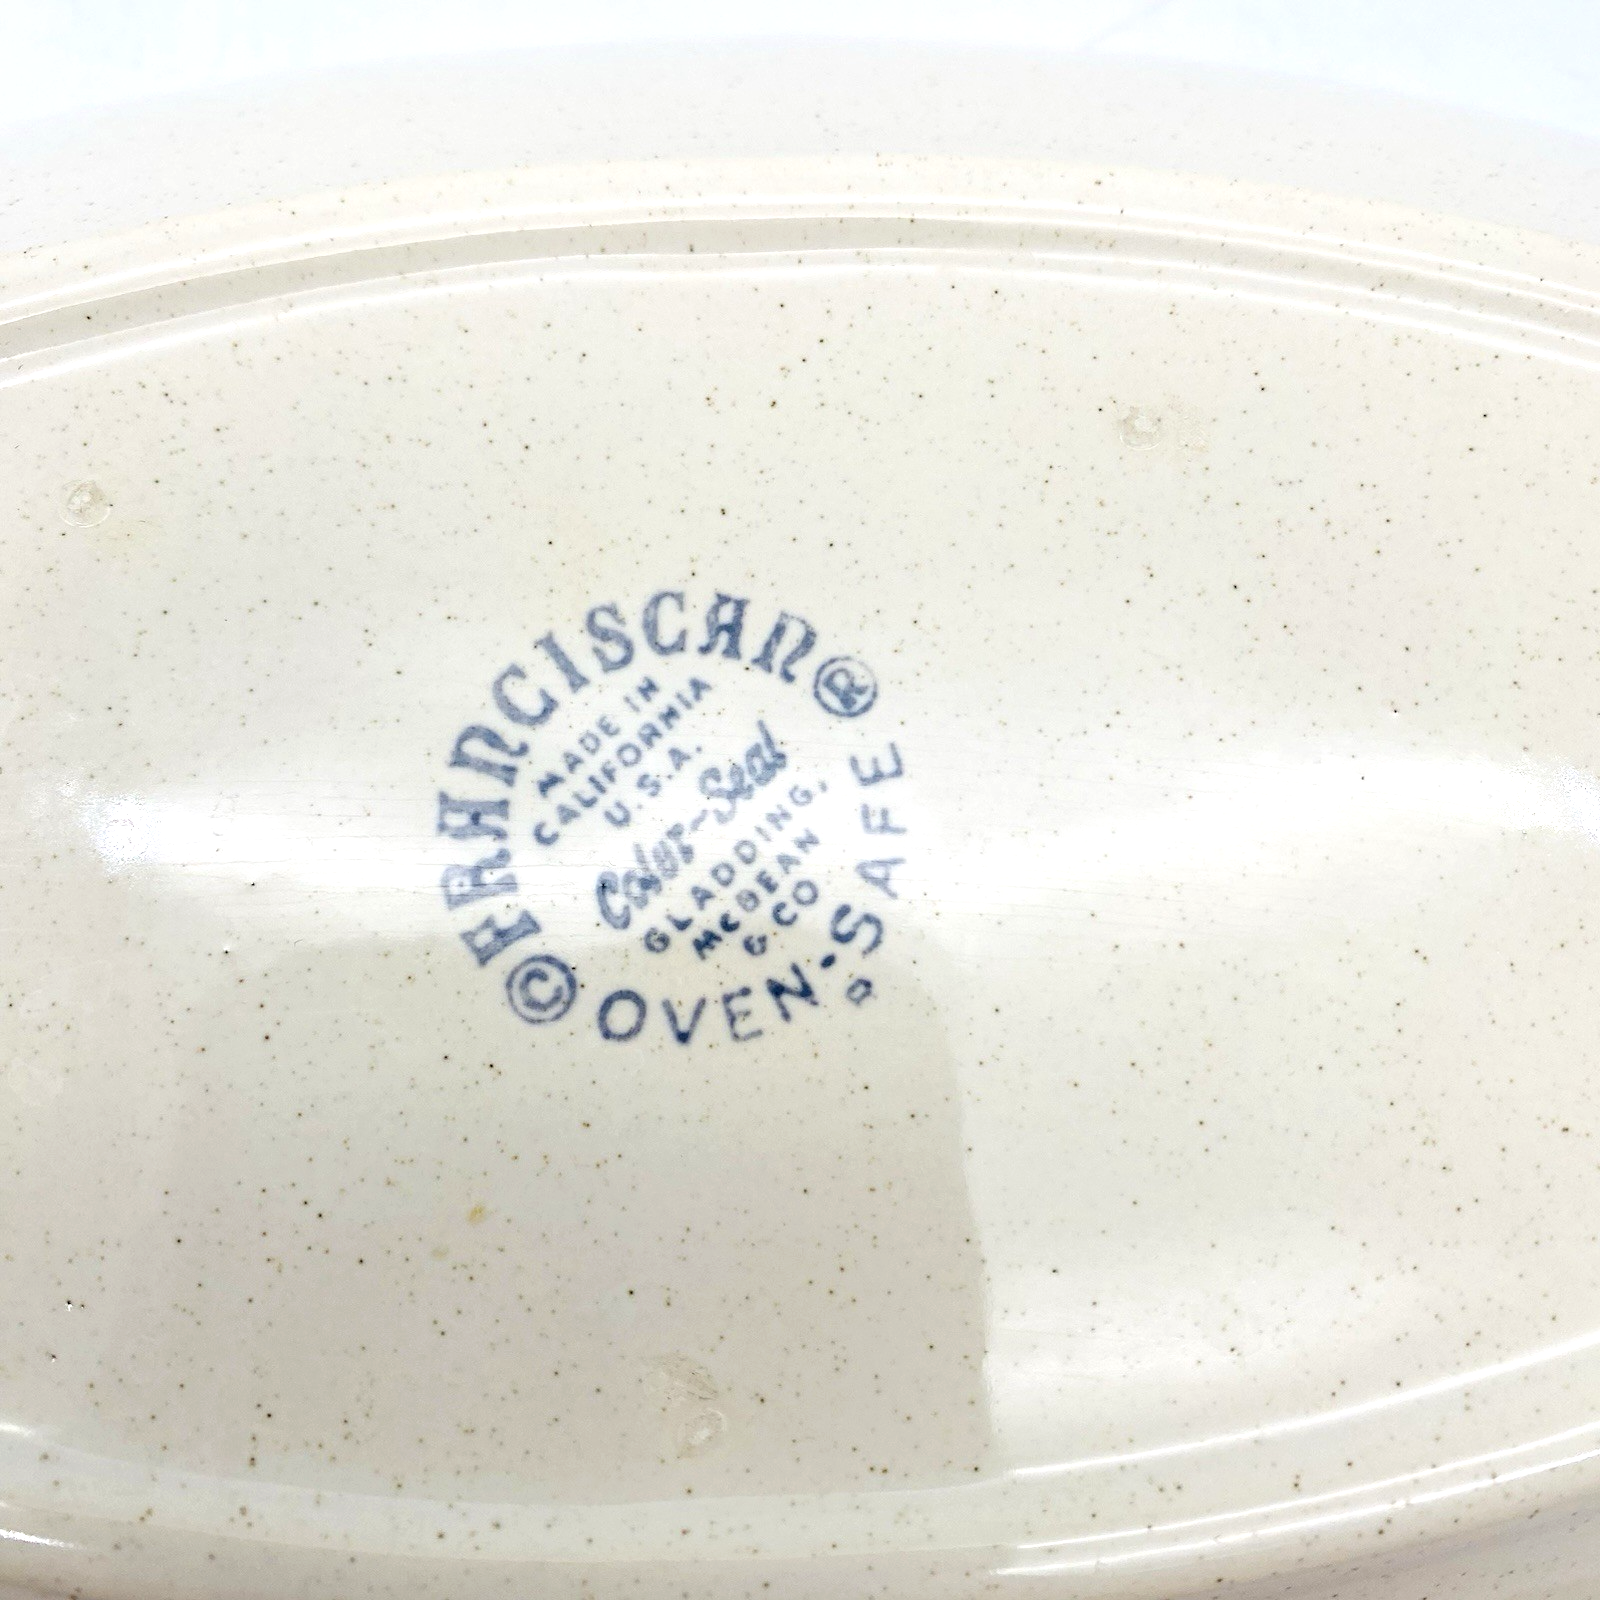 FRANCISCAN ®
MADE IN
CALIFORNIA
U.S.A.
Color-Seal
GLADDING,
McBEAN
& CO
© OVEN-SAFE
a